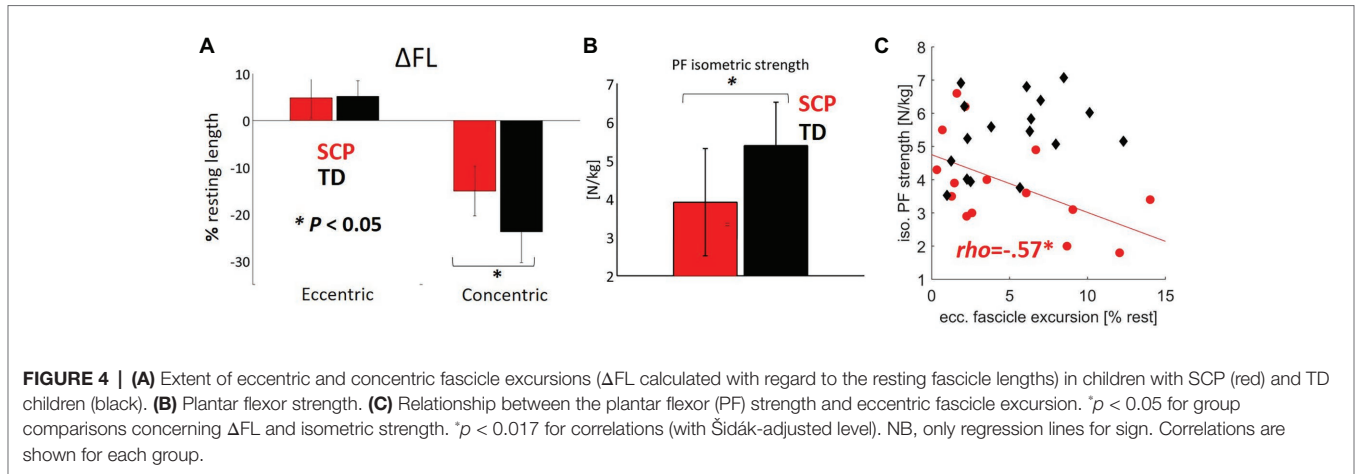 A
ΔFL
10
0
-10
-20
-30
% resting length
SCP
TD
* P < 0.05
*
Eccentric
Concentric
B
PF isometric strength
*
SCP
TD
7
6
5
4
3
2
[N/kg]
C
8
7
6
5
4
3
2
1
iso. PF strength [N/kg]
rho=-.57*
0
5
10
15
ecc. fascicle excursion [% rest]
FIGURE 4 | (A) Extent of eccentric and concentric fascicle excursions (ΔFL calculated with regard to the resting fascicle lengths) in children with SCP (red) and TD
children (black). (B) Plantar flexor strength. (C) Relationship between the plantar flexor (PF) strength and eccentric fascicle excursion. *p < 0.05 for group
comparisons concerning ΔFL and isometric strength. *p < 0.017 for correlations (with Šidák-adjusted level). NB, only regression lines for sign. Correlations are
shown for each group.